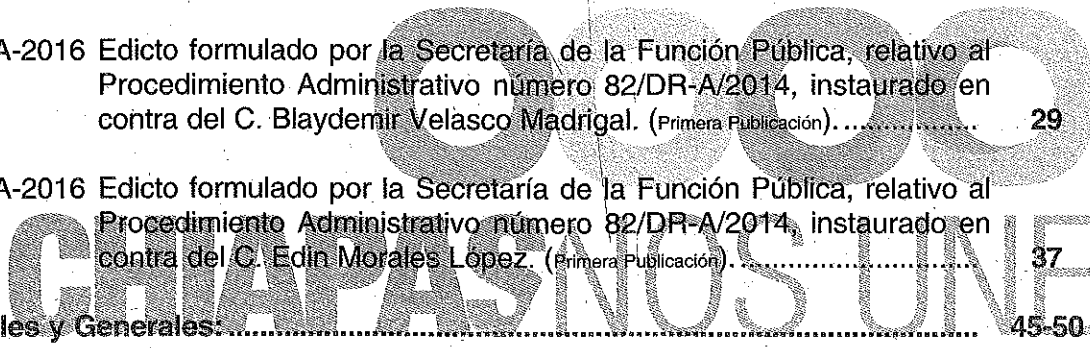 A-2016 Edicto formulado por la Secretaría de la Función Pública, relativo al
Procedimiento Administrativo número 82/DR-A/2014, instaurado en
contra del C. Blaydemir Velasco Madrigal. (Primera Publicación).................. 29
A-2016 Edicto formulado por la Secretaría de la Función Pública, relativo al
Procedimiento Administrativo número 82/DR-A/2014, instaurado en
contra del C. Edin Morales López. (Primera Publicación).............................. 37
CHIAPASNOS UNE
les y Generales:.................................................................................... 45-50